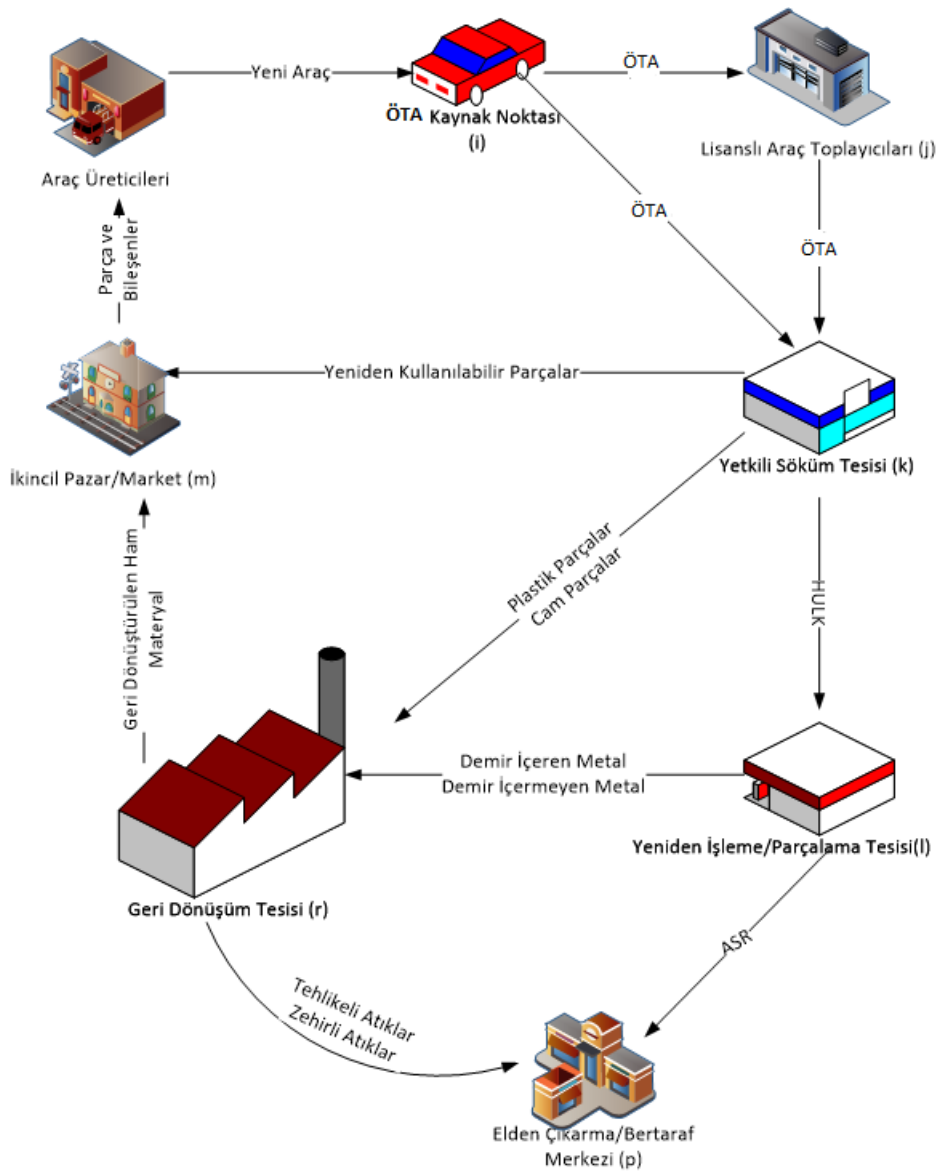 Yeni Araç
ÖTA
ÖTA Kaynak Noktası
(i)
Lisanslı Araç Toplayıcıları (j)
Araç Üreticileri
ÖTA
ÖTA
Parça ve
Bileşenler
Yeniden Kullanılabilir Parçalar
Yetkili Söküm Tesisi (k)
İkincil Pazar/Market (m)
Plastik Parçalar
Cam Parçalar
HULK
Geri Dönüştürülen Ham
Materyal
Demir İçeren Metal
Demir İçermeyen Metal
Yeniden İşleme/Parçalama Tesisi(l)
Geri Dönüşüm Tesisi (r)
ASR
Tehlikeli Atıklar
Zehirli Atıklar
Elden Çıkarma/Bertaraf
Merkezi (p)